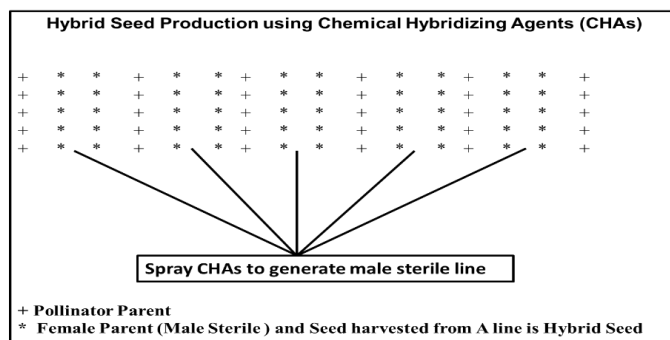 Hybrid Seed Production using Chemical Hybridizing Agents (CHAs)
+ * * + * * + * * + * * + * * +
+ * * + * * + * * + * * + * * +
+ * * + * * + * * + * * + * * +
+ * * + * * + * * + * * + * * +
+ * * + * * + * * + * * + * * +
Spray CHAs to generate male sterile line
+ Pollinator Parent
* Female Parent (Male Sterile ) and Seed harvested from A line is Hybrid Seed